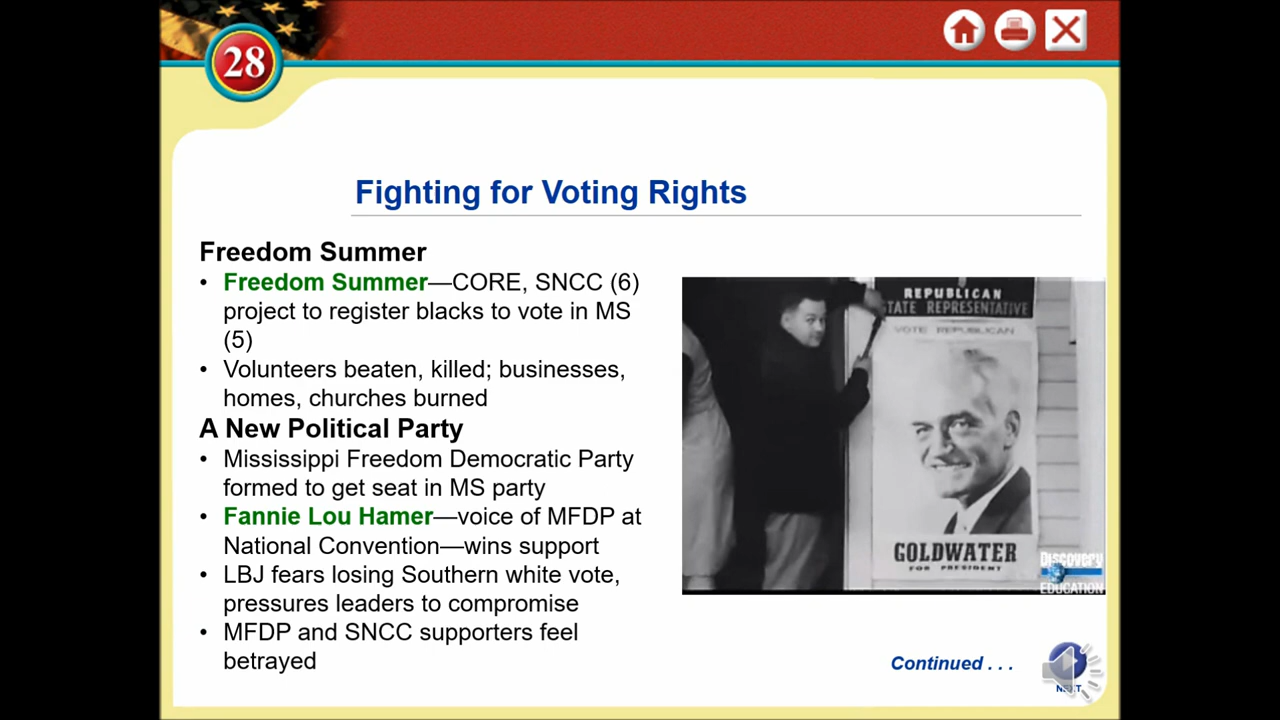 28
Fighting for Voting Rights
Freedom Summer
• Freedom Summer—CORE, SNCC (6)
project to register blacks to vote in MS
(5)
• Volunteers beaten, killed; businesses,
homes, churches burned
A New Political Party
• Mississippi Freedom Democratic Party
formed to get seat in MS party
• Fannie Lou Hamer—voice of MFDP at
National Convention—wins support
• LBJ fears losing Southern white vote,
pressures leaders to compromise
• MFDP and SNCC supporters feel
betrayed
REPUBLICAN
STATE REPRESENTATIVE
VOTE REPUBLICAN
GOLDWATER
FOR PRESIDENT
Discovery
EDUCATION
Continued . . .
NEXT